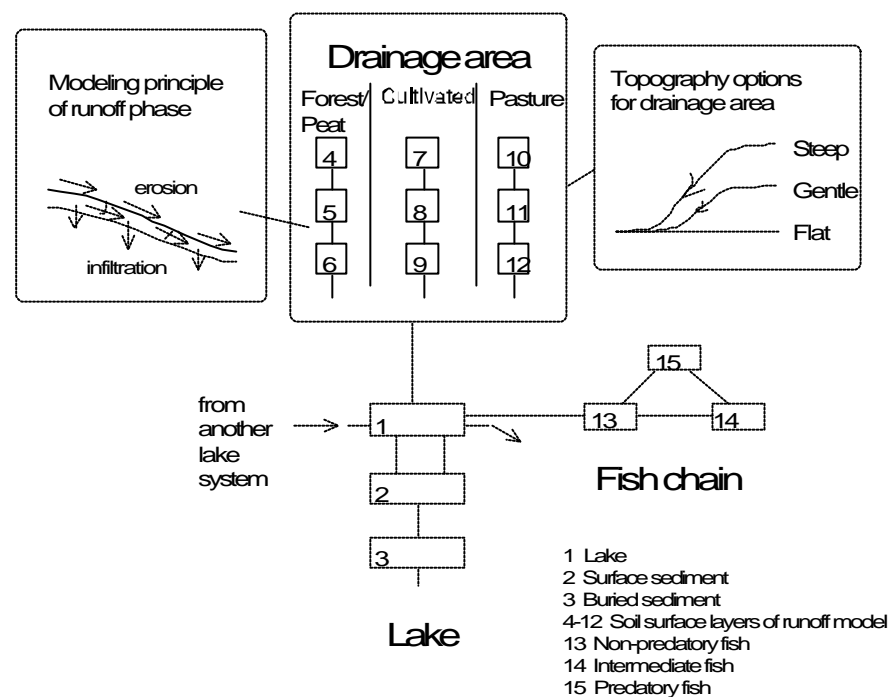 Modeling principle
of runoff phase
erosion
infiltration
Drainage area
Forest/
Peat
Cultivated
Pasture
4
7
10
5
8
11
6
9
12
Topography options
for drainage area
Steep
Gentle
Flat
from
another
lake
system
1
2
3
Lake
15
13
14
Fish chain
1 Lake
2 Surface sediment
3 Buried sediment
4-12 Soil surface layers of runoff model
13 Non-predatory fish
14 Intermediate fish
15 Predatory fish